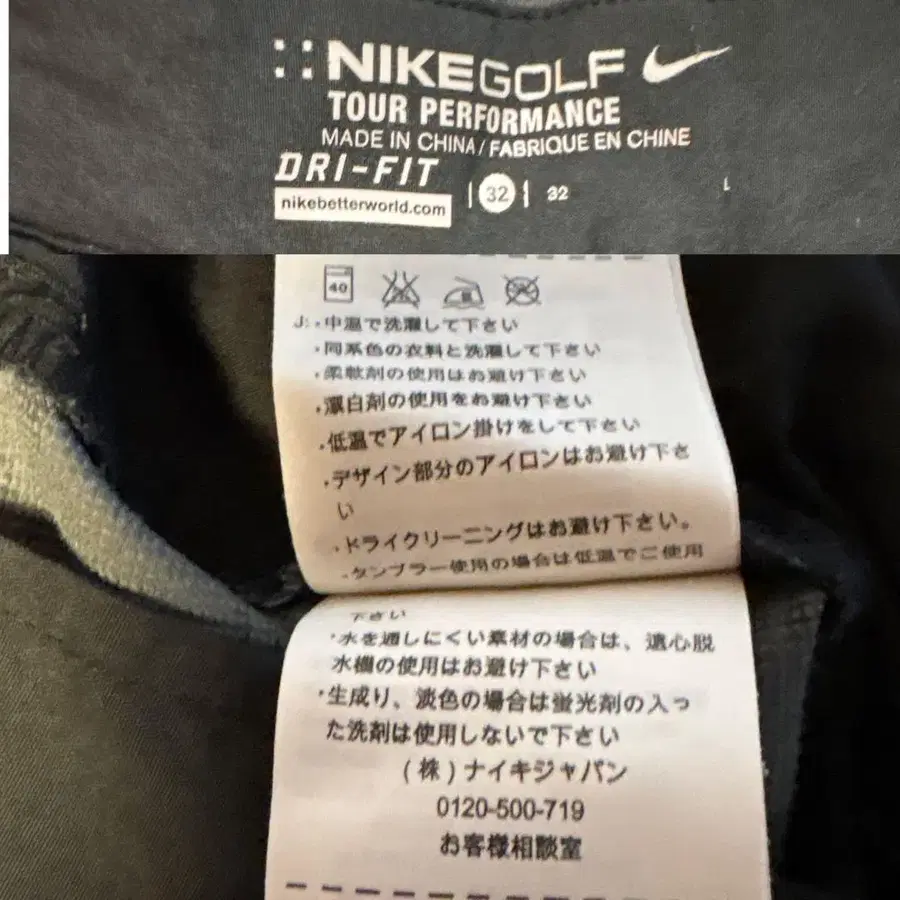 NIKEGOLF
TOUR PERFORMANCE
MADE IN CHINA / FABRIQUE EN CHINE
DRI-FIT
nikebetterworld.com
32 32
L
40
J: ・中温で洗濯して下さい
・同系色の衣料と洗濯して下さい
・柔軟剤の使用はお避け下さい
・漂白剤の使用をお避け下さい
・低温でアイロン掛けをして下さい
・デザイン部分のアイロンはお避け下さ
い
・ドライクリーニングはお避け下さい。
・タンブラー使用の場合は低温でご使用
下さい
・水を通しにくい素材の場合は、遠心脱
水機の使用はお避け下さい
・生成り、淡色の場合は蛍光剤の入っ
た洗剤は使用しないで下さい
(株)ナイキジャパン
0120-500-719
お客様相談室